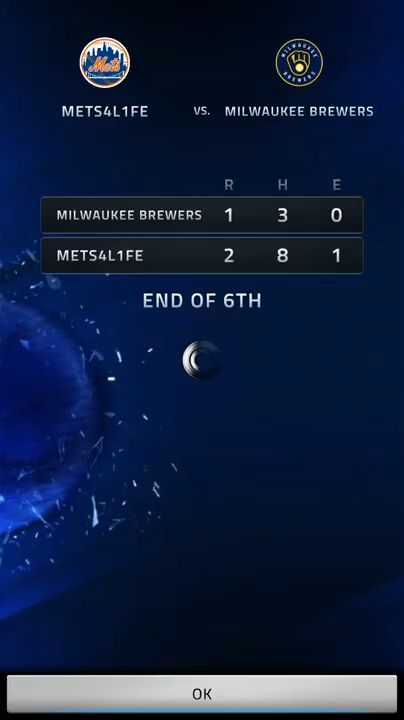 Mets
MILWAUKEE
BREWERS
METS4L1FE VS. MILWAUKEE BREWERS
R H E
MILWAUKEE BREWERS 1 3 0
METS4L1FE 2 8 1
END OF 6TH
OK